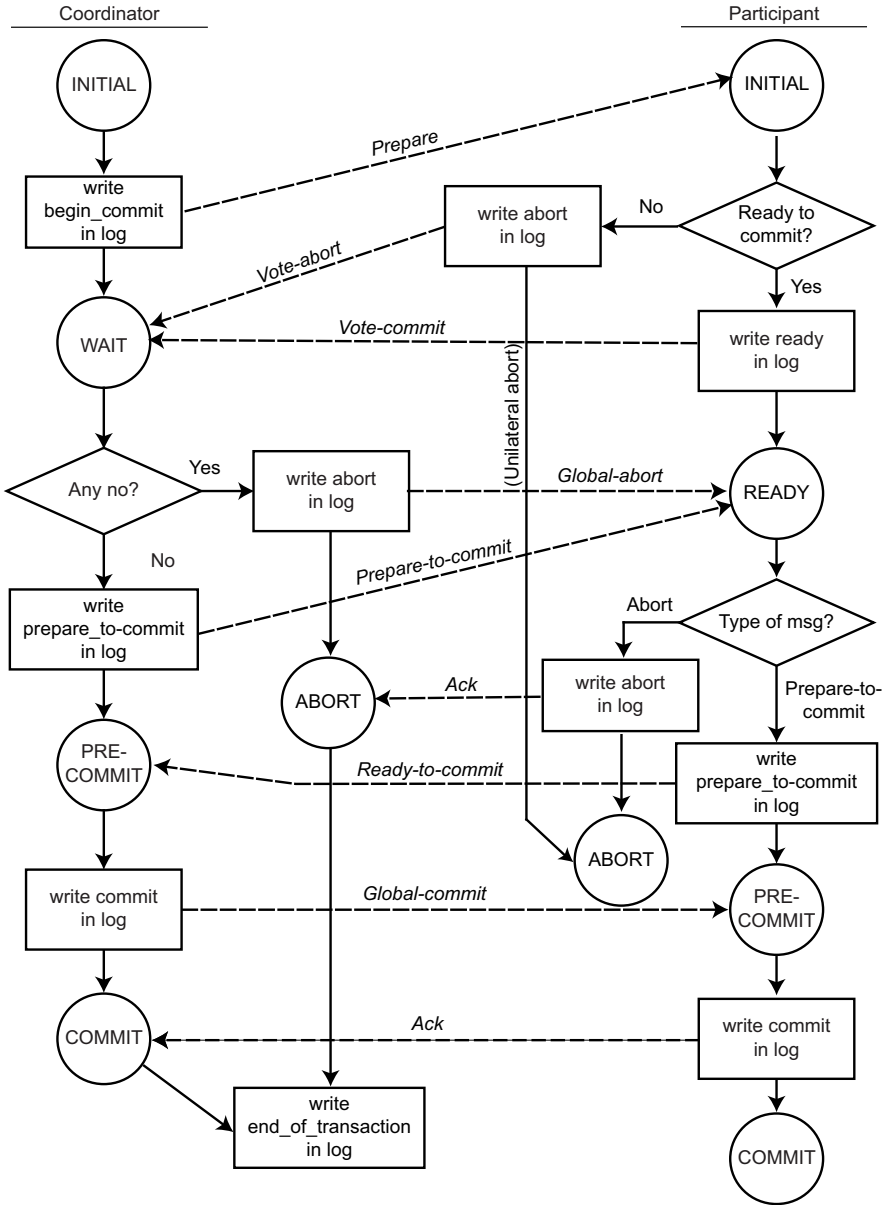 Coordinator
Participant
INITIAL
INITIAL
Prepare
write
begin_commit
in log
write abort
in log
No
Ready to
commit?
Vote-abort
Yes
WAIT
Vote-commit
write ready
in log
(Unilateral abort)
Any no?
Yes
write abort
in log
Global-abort
READY
No
Prepare-to-commit
write
prepare_to-commit
in log
Abort
Type of msg?
ABORT
Ack
write abort
in log
Prepare-to-
commit
PRE-
COMMIT
Ready-to-commit
write
prepare_to-commit
in log
ABORT
write commit
in log
Global-commit
PRE-
COMMIT
COMMIT
Ack
write commit
in log
write
end_of_transaction
in log
COMMIT